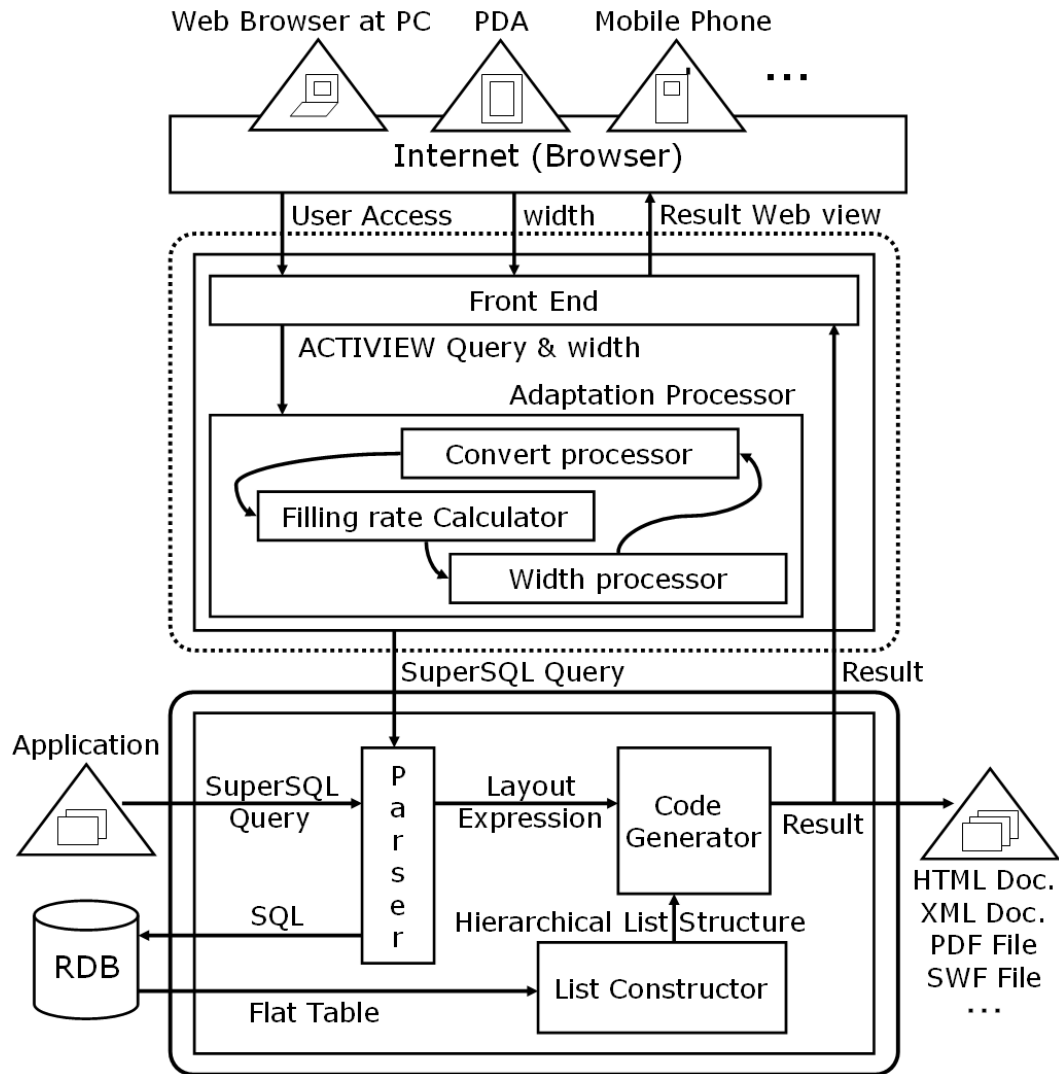 Web Browser at PC
PDA
Mobile Phone
...
Internet (Browser)
User Access
width
Result Web view
Front End
ACTIVIEW Query & width
Adaptation Processor
Convert processor
Filling rate Calculator
Width processor
SuperSQL Query
Result
Application
SuperSQL
Query
Parser
Layout
Expression
Code
Generator
Result
HTML Doc.
XML Doc.
PDF File
SWF File
...
SQL
Hierarchical List Structure
RDB
List Constructor
Flat Table